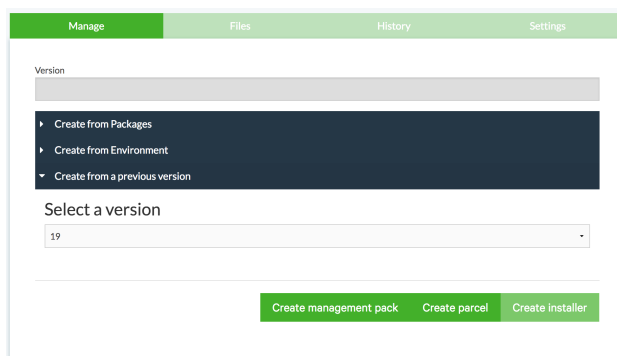 Manage Files History Settings
Version
Create from Packages
Create from Environment
Create from a previous version
Select a version
19
Create management pack Create parcel Create installer